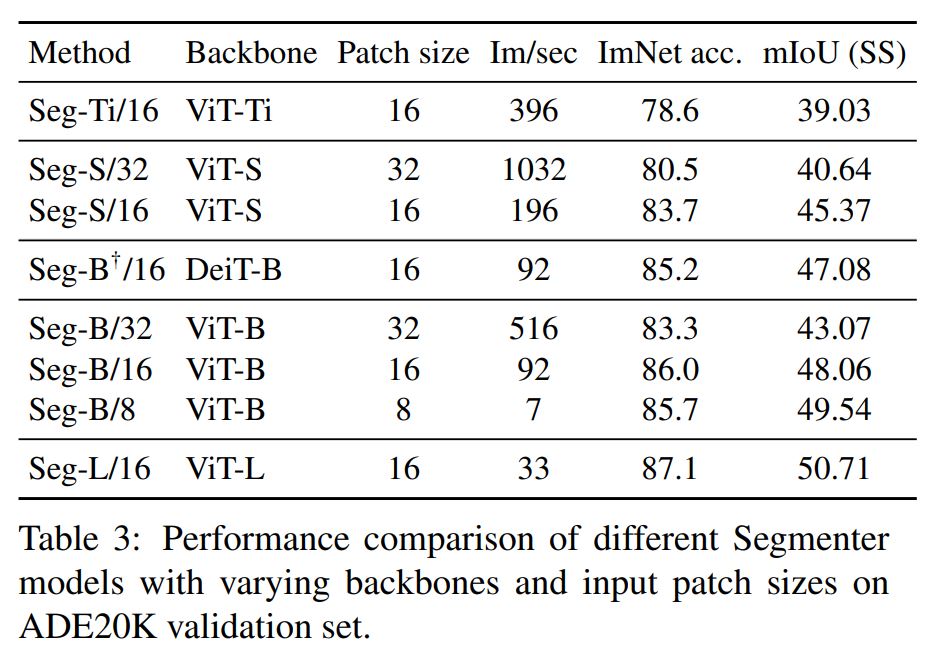 Method Backbone Patch size Im/sec ImNet acc. mIoU (SS)
Seg-Ti/16 ViT-Ti 16 396 78.6 39.03
Seg-S/32 ViT-S 32 1032 80.5 40.64
Seg-S/16 ViT-S 16 196 83.7 45.37
Seg-B†/16 DeiT-B 16 92 85.2 47.08
Seg-B/32 ViT-B 32 516 83.3 43.07
Seg-B/16 ViT-B 16 92 86.0 48.06
Seg-B/8 ViT-B 8 7 85.7 49.54
Seg-L/16 ViT-L 16 33 87.1 50.71
Table 3: Performance comparison of different Segmenter
models with varying backbones and input patch sizes on
ADE20K validation set.